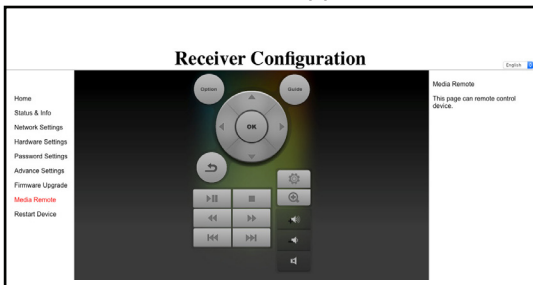 Receiver Configuration
English
Home
Status & Info
Network Settings
Hardware Settings
Password Settings
Advance Settings
Firmware Upgrade
Media Remote
Restart Device
Option
Guide
OK
Media Remote
This page can remote control
device.